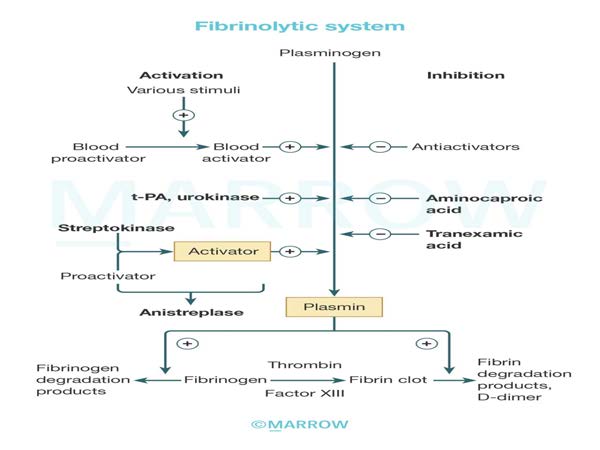 Fibrinolytic system
Plasminogen
Activation
Inhibition
Various stimuli
+
Blood
proactivator
Blood
activator
+
−
Antiactivators
t-PA, urokinase
+
−
Aminocaproic
acid
Streptokinase
−
Tranexamic
acid
Activator
+
Proactivator
Anistreplase
Plasmin
+
+
Fibrinogen
degradation
products
Fibrinogen
Thrombin
Factor XIII
Fibrin clot
Fibrin
degradation
products,
D-dimer
MARROW
©MARROW